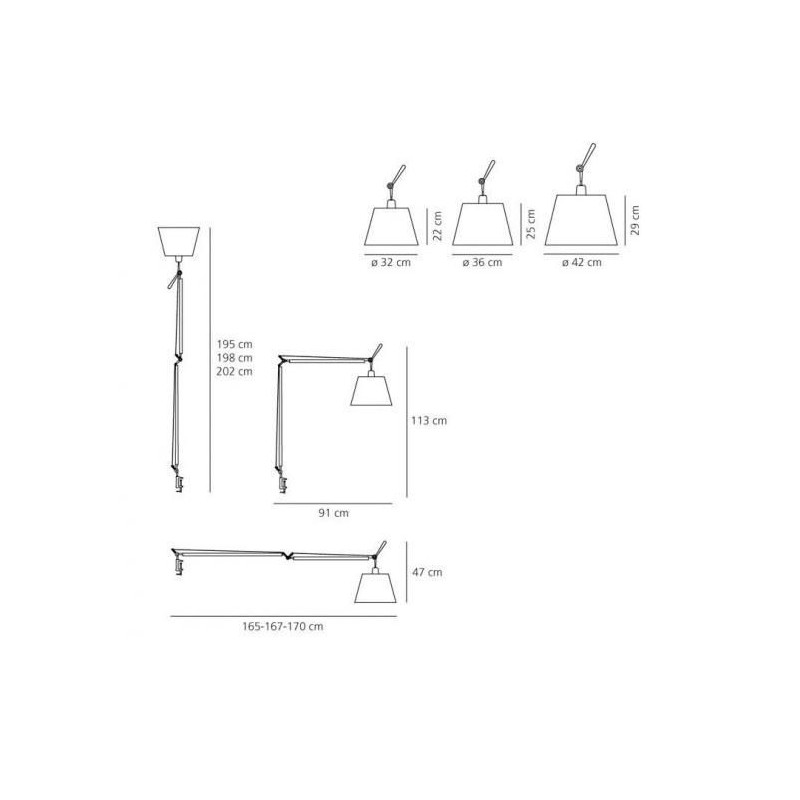 22 cm
25 cm
29 cm
ø 32 cm
ø 36 cm
ø 42 cm
195 cm
198 cm
202 cm
113 cm
91 cm
47 cm
165-167-170 cm